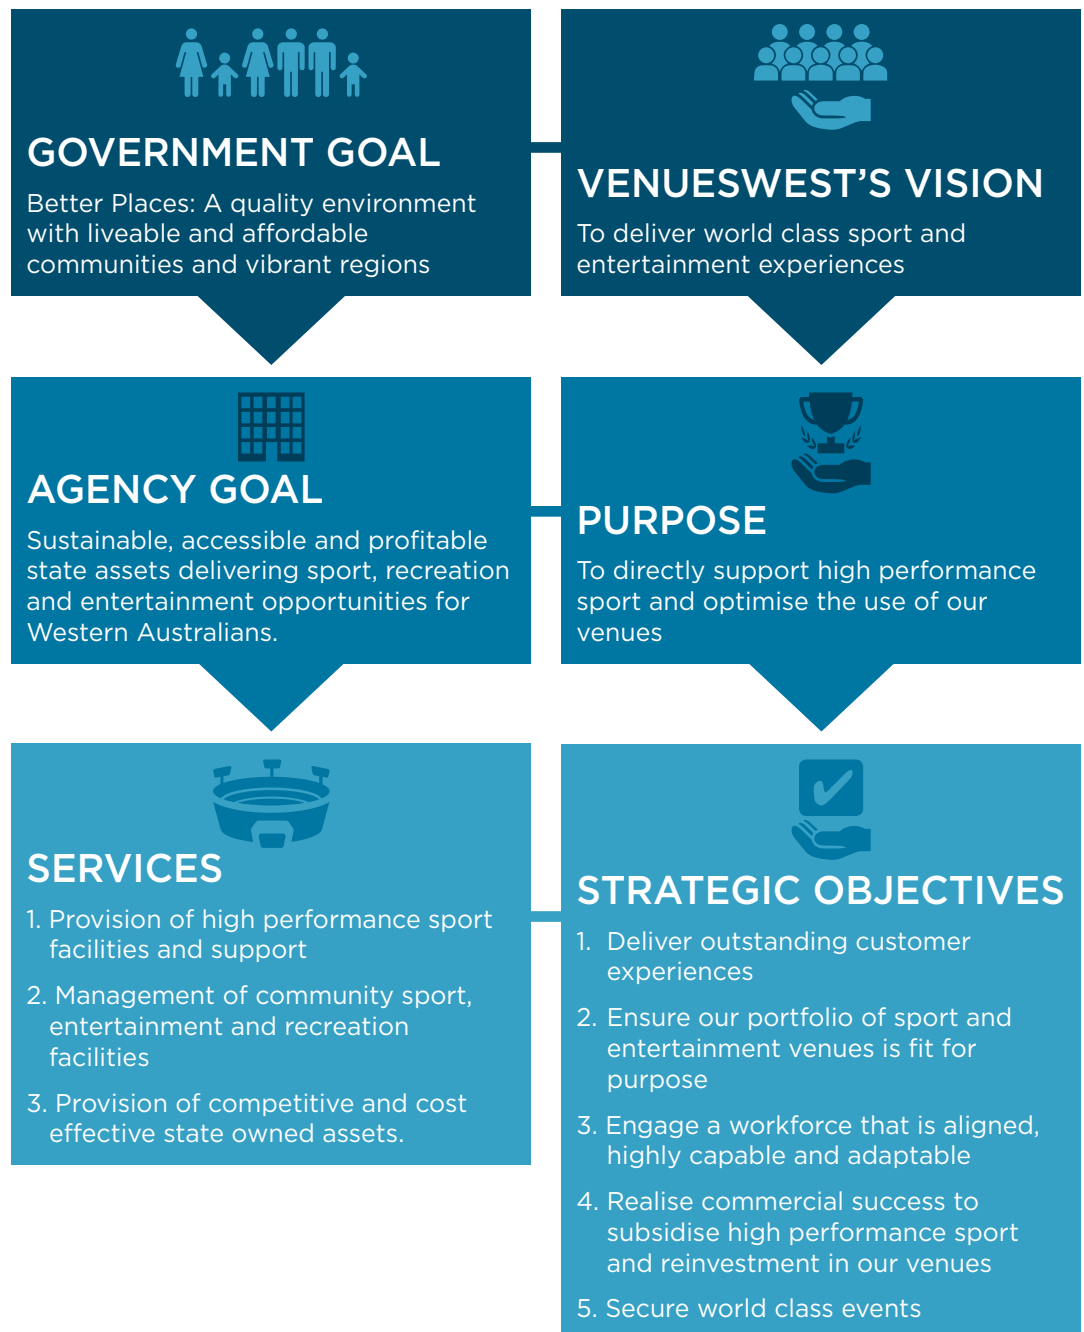 GOVERNMENT GOAL
Better Places: A quality environment
with liveable and affordable
communities and vibrant regions
VENUESWEST'S VISION
To deliver world class sport and
entertainment experiences
AGENCY GOAL
Sustainable, accessible and profitable
state assets delivering sport, recreation
and entertainment opportunities for
Western Australians.
PURPOSE
To directly support high performance
sport and optimise the use of our
venues
SERVICES
1. Provision of high performance sport
facilities and support
2. Management of community sport,
entertainment and recreation
facilities
3. Provision of competitive and cost
effective state owned assets.
STRATEGIC OBJECTIVES
1. Deliver outstanding customer
experiences
2. Ensure our portfolio of sport and
entertainment venues is fit for
purpose
3. Engage a workforce that is aligned,
highly capable and adaptable
4. Realise commercial success to
subsidise high performance sport
and reinvestment in our venues
5. Secure world class events